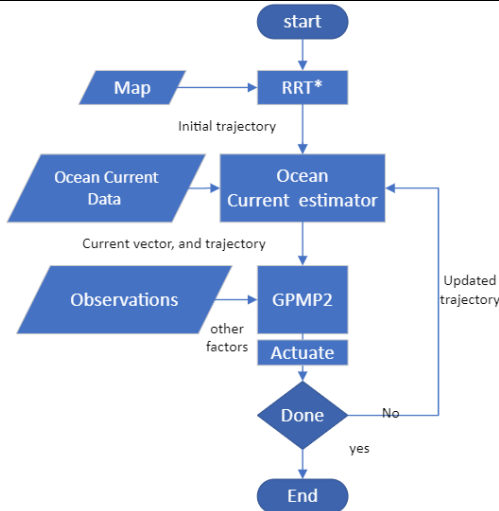 start
Map
RRT*
Initial trajectory
Ocean Current
Data
Ocean
Current estimator
Current vector, and trajectory
Observations
GPMP2
Updated
trajectory
other
factors
Actuate
Done
No
yes
End